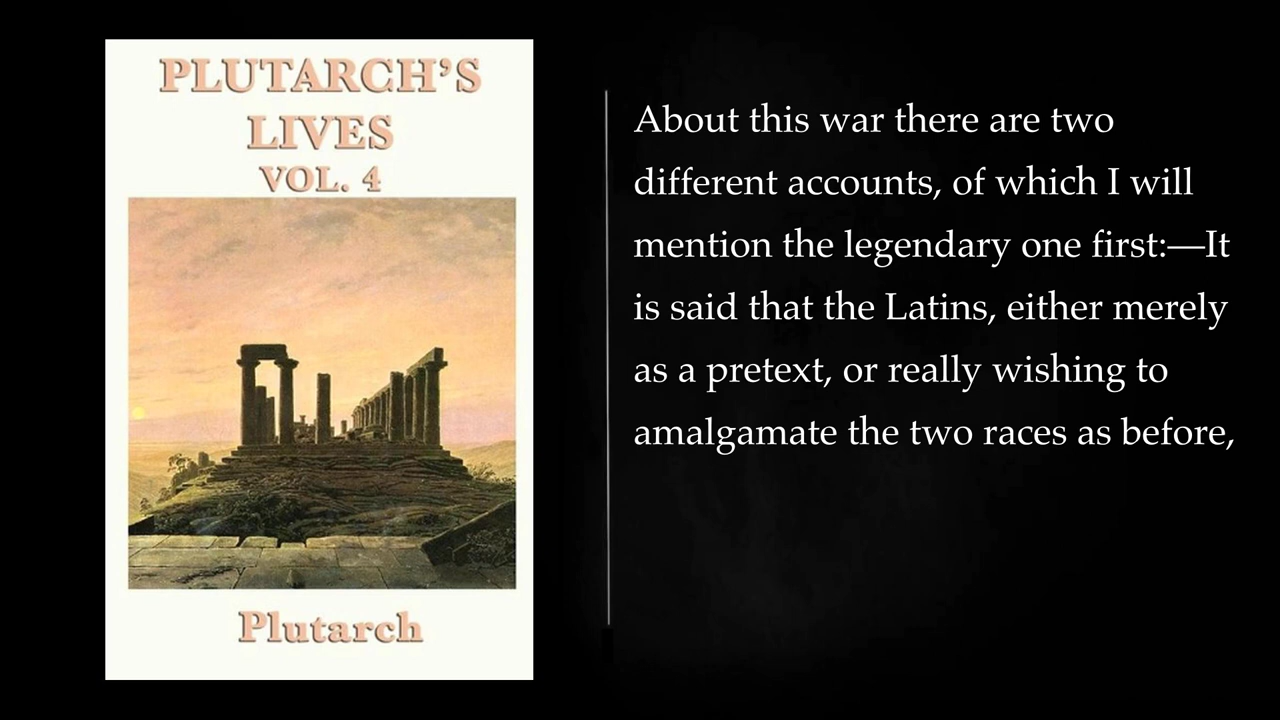 PLUTARCH'S
LIVES
VOL. 4
Plutarch
About this war there are two
different accounts, of which I will
mention the legendary one first:—It
is said that the Latins, either merely
as a pretext, or really wishing to
amalgamate the two races as before,